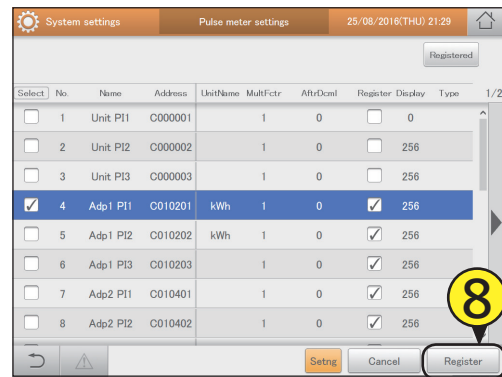 System settings Pulse meter settings 25/08/2016(THU) 21:29
Registered
Select No. Name Address UnitName MultFctr AftrDcml Register Display Type 1/2
1 Unit PI1 C000001 1 0 0
2 Unit PI2 C000002 1 0 256
3 Unit PI3 C000003 1 0 256
4 Adp1 PI1 C010201 kWh 1 0 256
5 Adp1 PI2 C010202 kWh 1 0 256
6 Adp1 PI3 C010203 1 0 256
7 Adp2 PI1 C010401 1 0 256
8 Adp2 PI2 C010402 1 0 256
8
Setng Cancel Register